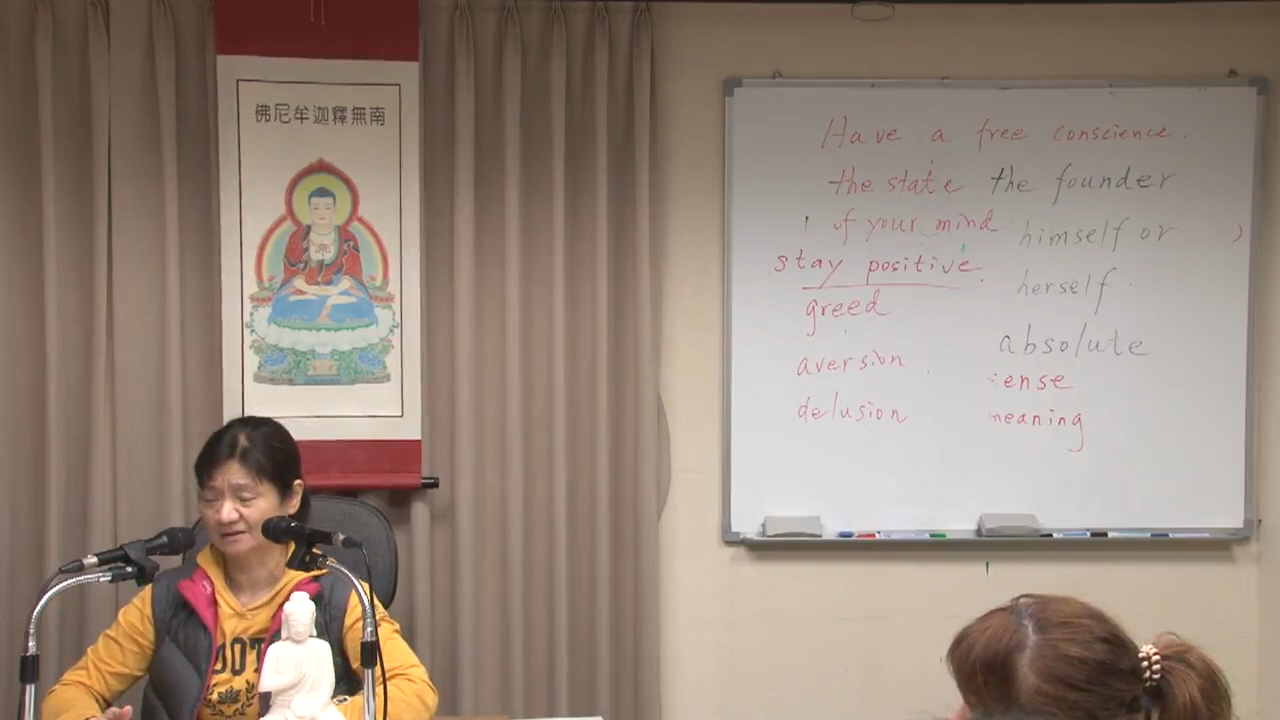 佛尼牟迦釋無南
Have a free conscience.
the state the founder
of your mind himself or
stay positive. herself.
greed
absolute
aversion.
sense
delusion meaning